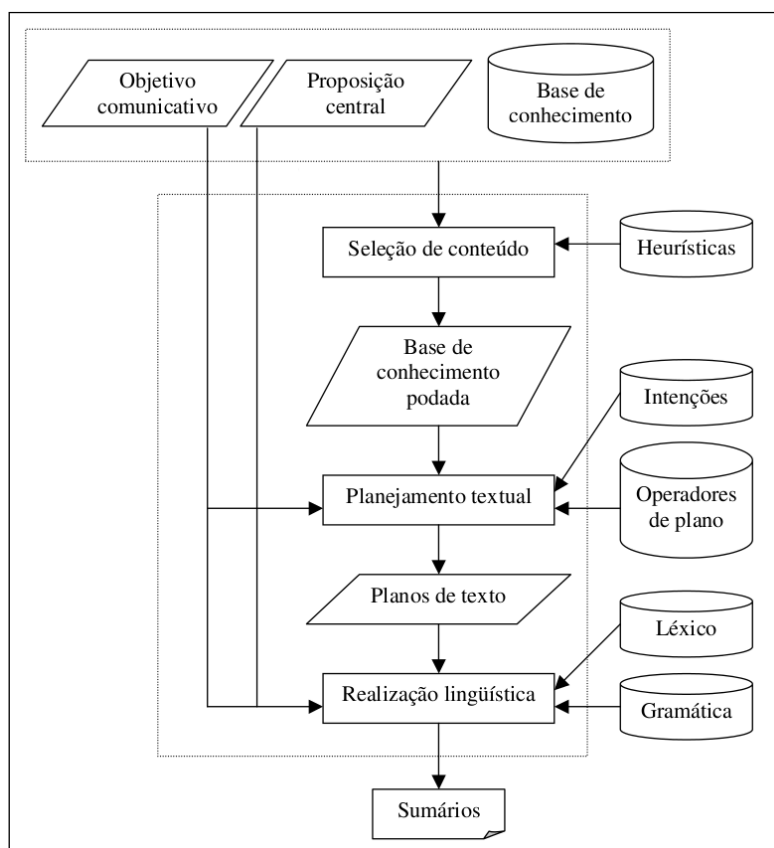 Objetivo
comunicativo
Proposição
central
Base de
conhecimento
Seleção de conteúdo
Heurísticas
Base de
conhecimento
podada
Intenções
Planejamento textual
Operadores
de plano
Planos de texto
Léxico
Realização lingüística
Gramática
Sumários